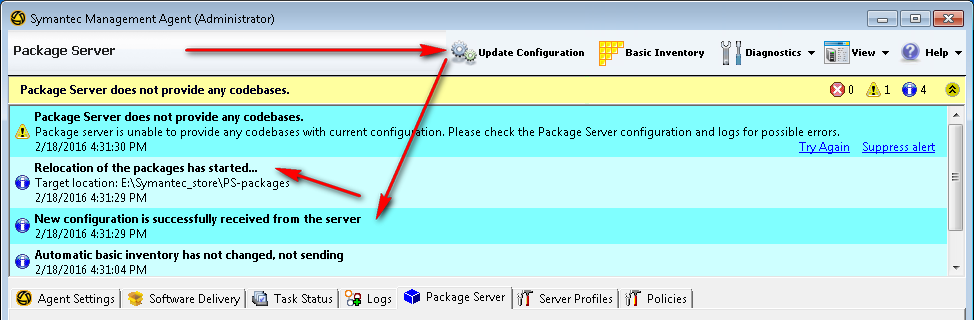 Symantec Management Agent (Administrator)
Package Server
Update Configuration
Basic Inventory
Diagnostics
View
Help
Package Server does not provide any codebases.
0
1
4
Package Server does not provide any codebases.
Package server is unable to provide any codebases with current configuration. Please check the Package Server configuration and logs for possible errors.
2/18/2016 4:31:30 PM
Try Again
Suppress alert
Relocation of the packages has started...
Target location: E:\Symantec_store\PS-packages
2/18/2016 4:31:29 PM
New configuration is successfully received from the server
2/18/2016 4:31:29 PM
Automatic basic inventory has not changed, not sending
2/18/2016 4:31:04 PM
Agent Settings
Software Delivery
Task Status
Logs
Package Server
Server Profiles
Policies